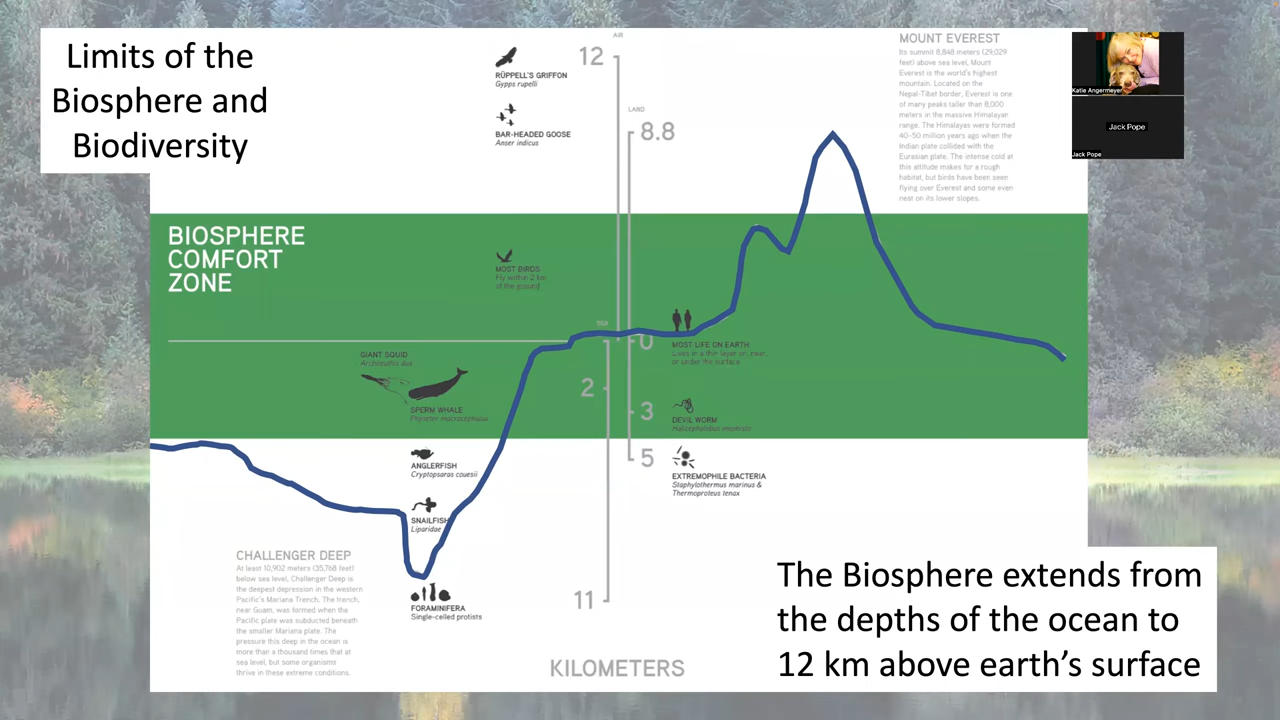 Limits of the
Biosphere and
Biodiversity
AIR
12
RÜPPELL'S GRIFFON
Gyps rupelli
BAR-HEADED GOOSE
Anser indicus
LAND
8.8
MOUNT EVEREST
Its summit 8,848 meters (29,029
feet) above sea level, Mount
Everest is the world's highest
mountain. Located on the
Nepal-Tibet border, Everest is one
of many peaks taller than 8,000
meters in the massive Himalayan
range. The Himalayas were formed
40-50 million years ago when the
Indian plate collided with the
Eurasian plate. The intense cold at
this altitude makes for a rough
habitat, but birds have been seen
flying over Everest and some even
nest on its lower slopes.
Katie Angermeyer
Jack Pope
Jack Pope
BIOSPHERE
COMFORT
ZONE
MOST BIRDS
Fly within 2 km
of the ground
SEA
0
MOST LIFE ON EARTH
Lives in a thin layer on, near,
or under the surface
GIANT SQUID
Architeuthis dux
SPERM WHALE
Physeter macrocephalus
2
3
DEVIL WORM
Halicephalobus mephisto
ANGLERFISH
Cryptopsaras couesii
5
EXTREMOPHILE BACTERIA
Staphylothermus marinus &
Thermoproteus tenax
SNAILFISH
Liparidae
CHALLENGER DEEP
At least 10,902 meters (35,768 feet)
below sea level, Challenger Deep is
the deepest depression in the western
Pacific's Mariana Trench. The trench,
near Guam, was formed when the
Pacific plate was subducted beneath
the smaller Mariana plate. The
pressure this deep in the ocean is
more than a thousand times that at
sea level, but some organisms
thrive in these extreme conditions.
FORAMINIFERA
Single-celled protists
11
KILOMETERS
The Biosphere extends from
the depths of the ocean to
12 km above earth's surface